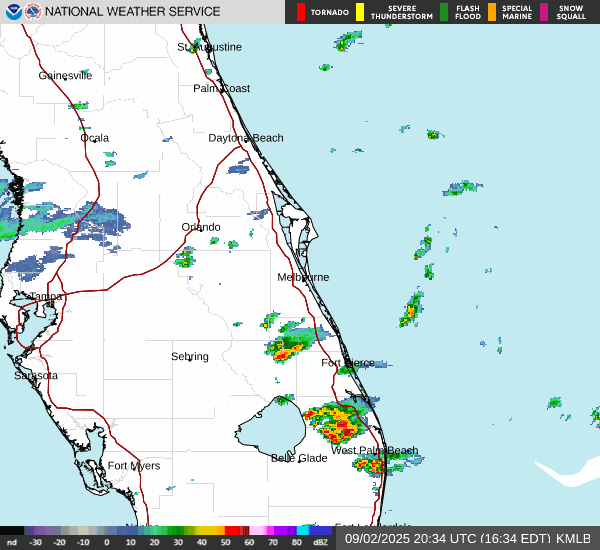 NATIONAL WEATHER SERVICE
TORNADO
SEVERE THUNDERSTORM
FLASH FLOOD
SPECIAL MARINE
SNOW SQUALL
St. Augustine
Gainesville
Palm Coast
Ocala
Daytona Beach
Orlando
Melbourne
Tampa
Sebring
Fort Pierce
Sarasota
West Palm Beach
Belle Glade
Fort Myers
nd -30 -20 -10 0 10 20 30 40 50 60 70 80 dBZ
09/02/2025 20:34 UTC (16:34 EDT) KMLB